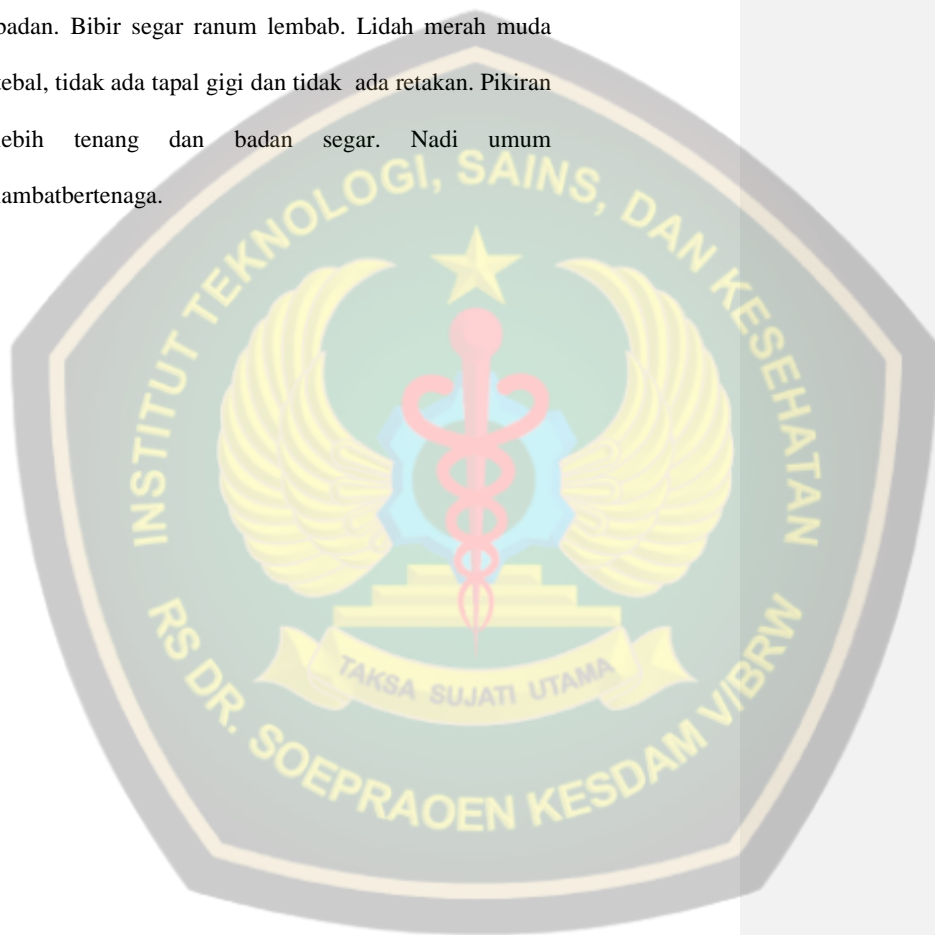 badan. Bibir segar ranum lembab. Lidah merah muda
tebal, tidak ada tapal gigi dan tidak ada retakan. Pikiran
lebih tenang dan badan segar. Nadi umum
lambatbertenaga.
INSTITUT TEKNOLOGI, SAINS, DAN KESEHATAN
TAKSA SUJATI UTAMA
RS DR. SOEPRAOEN KESDAM V/BRW